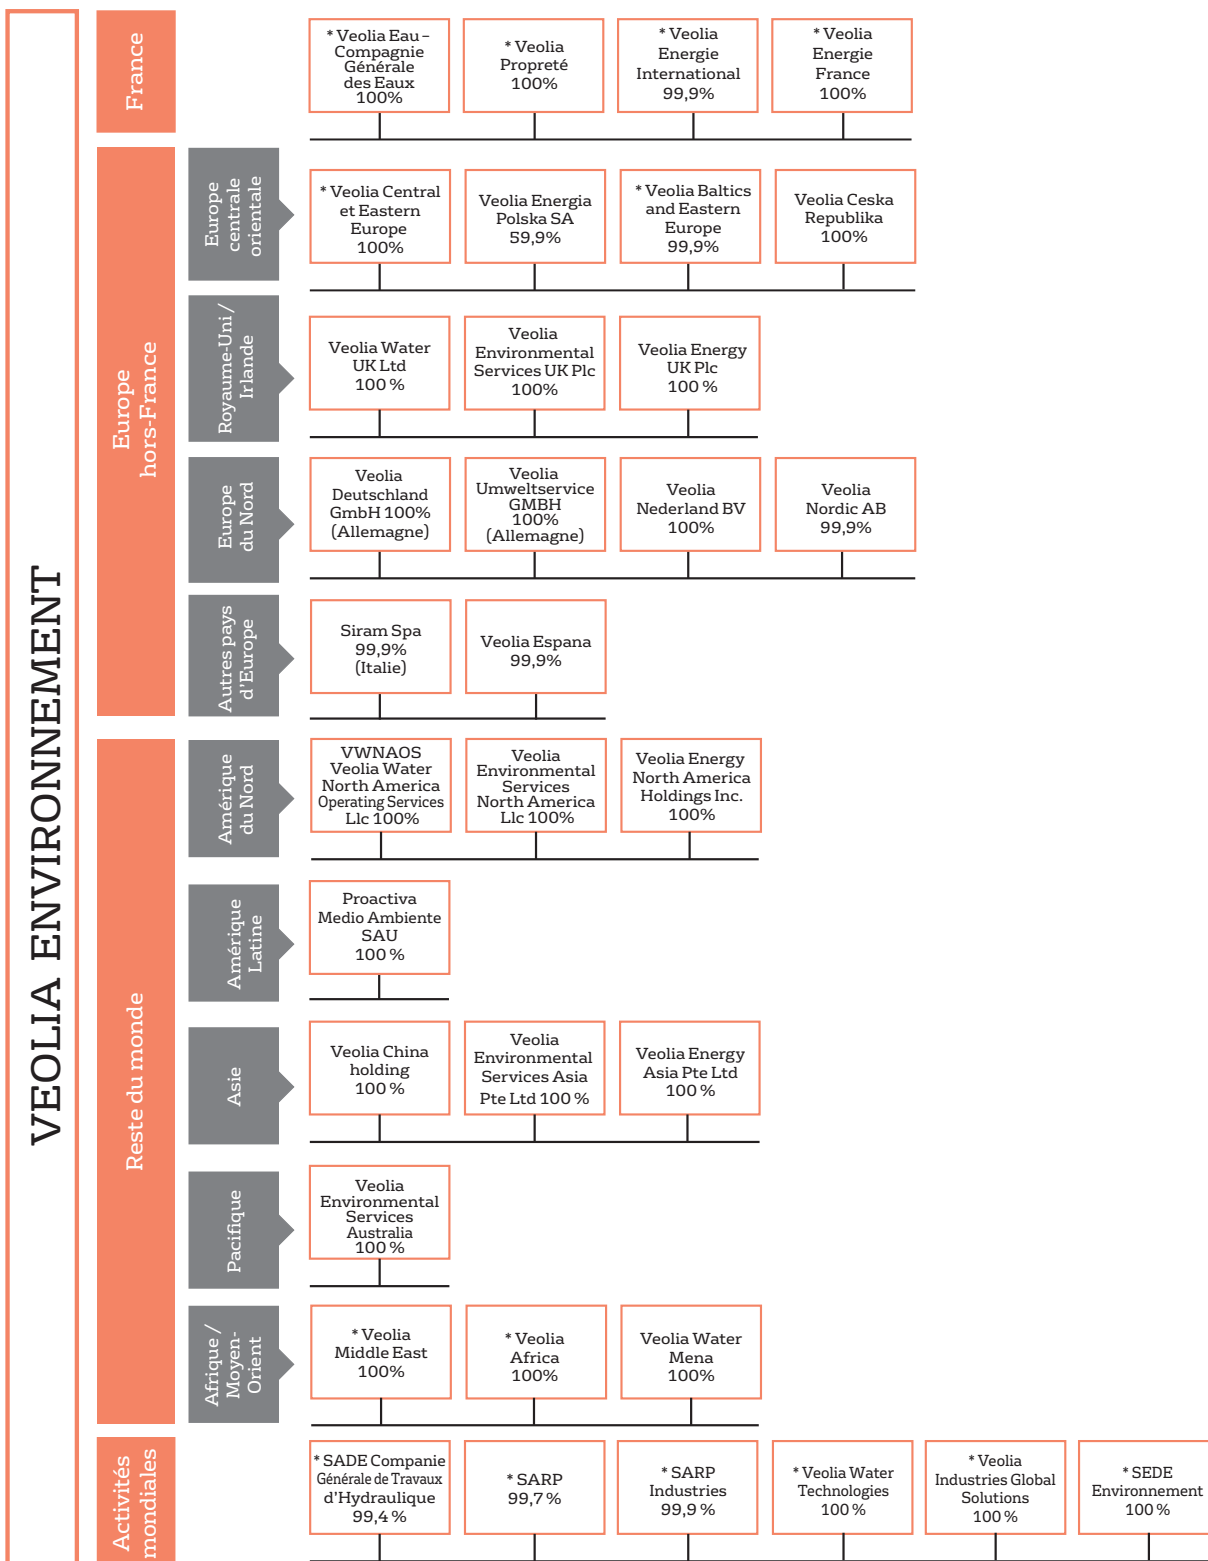 VEOLIA ENVIRONNEMENT
France
* Veolia Eau –
Compagnie
Générale
des Eaux
100%
* Veolia
Propreté
100%
* Veolia
Energie
International
99,9%
* Veolia
Energie
France
100%
Europe
hors-France
Europe
centrale
orientale
* Veolia Central
et Eastern
Europe
100%
Veolia Energia
Polska SA
59,9%
* Veolia Baltics
and Eastern
Europe
99,9%
Veolia Ceska
Republika
100%
Royaume-Uni /
Irlande
Veolia Water
UK Ltd
100 %
Veolia
Environmental
Services UK Plc
100%
Veolia Energy
UK Plc
100 %
Europe
du Nord
Veolia
Deutschland
GmbH 100%
(Allemagne)
Veolia
Umweltservice
GMBH
100%
(Allemagne)
Veolia
Nederland BV
100%
Veolia
Nordic AB
99,9%
Autres pays
d'Europe
Siram Spa
99,9%
(Italie)
Veolia Espana
99,9%
Reste du monde
Amérique
du Nord
VWNAOS
Veolia Water
North America
Operating Services
Llc 100%
Veolia
Environmental
Services
North America
Llc 100%
Veolia Energy
North America
Holdings Inc.
100%
Amérique
Latine
Proactiva
Medio Ambiente
SAU
100 %
Asie
Veolia China
holding
100 %
Veolia
Environmental
Services Asia
Pte Ltd 100 %
Veolia Energy
Asia Pte Ltd
100 %
Pacifique
Veolia
Environmental
Services
Australia
100 %
Afrique /
Moyen-
Orient
* Veolia
Middle East
100%
* Veolia
Africa
100%
Veolia Water
Mena
100%
Activités
mondiales
* SADE Companie
Générale de Travaux
d'Hydraulique
99,4 %
* SARP
99,7 %
* SARP
Industries
99,9 %
* Veolia Water
Technologies
100 %
* Veolia
Industries Global
Solutions
100 %
* SEDE
Environnement
100 %